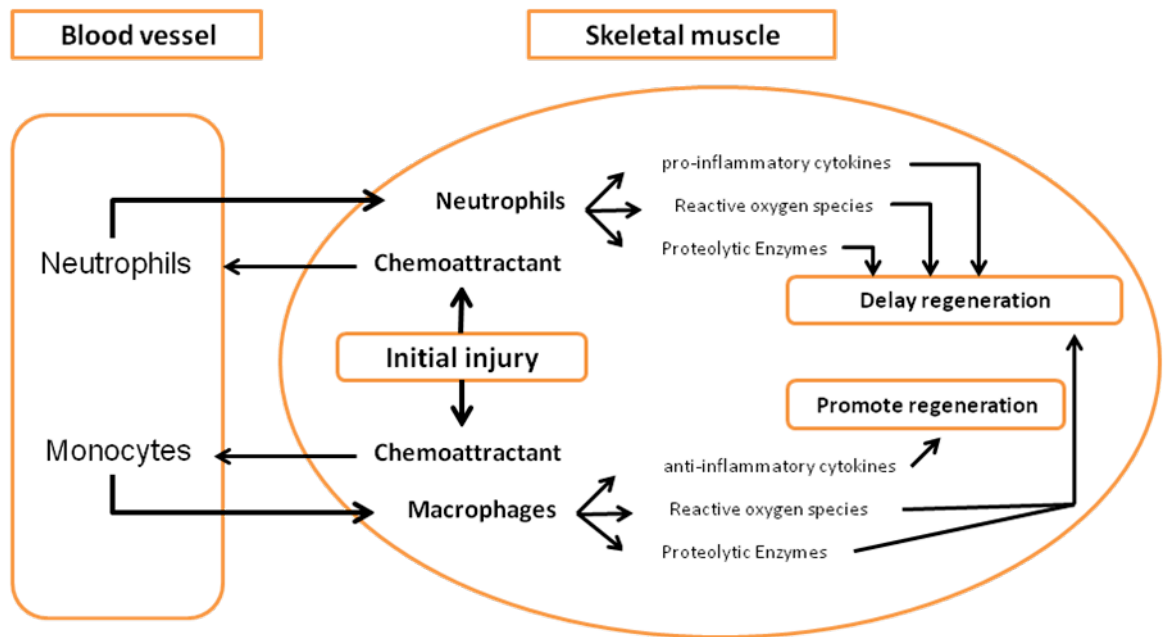 Blood vessel
Skeletal muscle
pro-inflammatory cytokines
Neutrophils
Reactive oxygen species
Proteolytic Enzymes
Neutrophils
Chemoattractant
Delay regeneration
Initial injury
Promote regeneration
Monocytes
Chemoattractant
anti-inflammatory cytokines
Macrophages
Reactive oxygen species
Proteolytic Enzymes